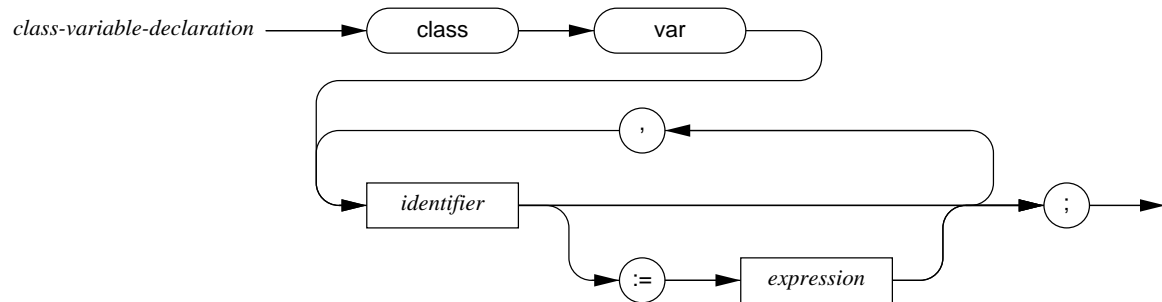 class-variable-declaration class var
,
identifier ;
:= expression